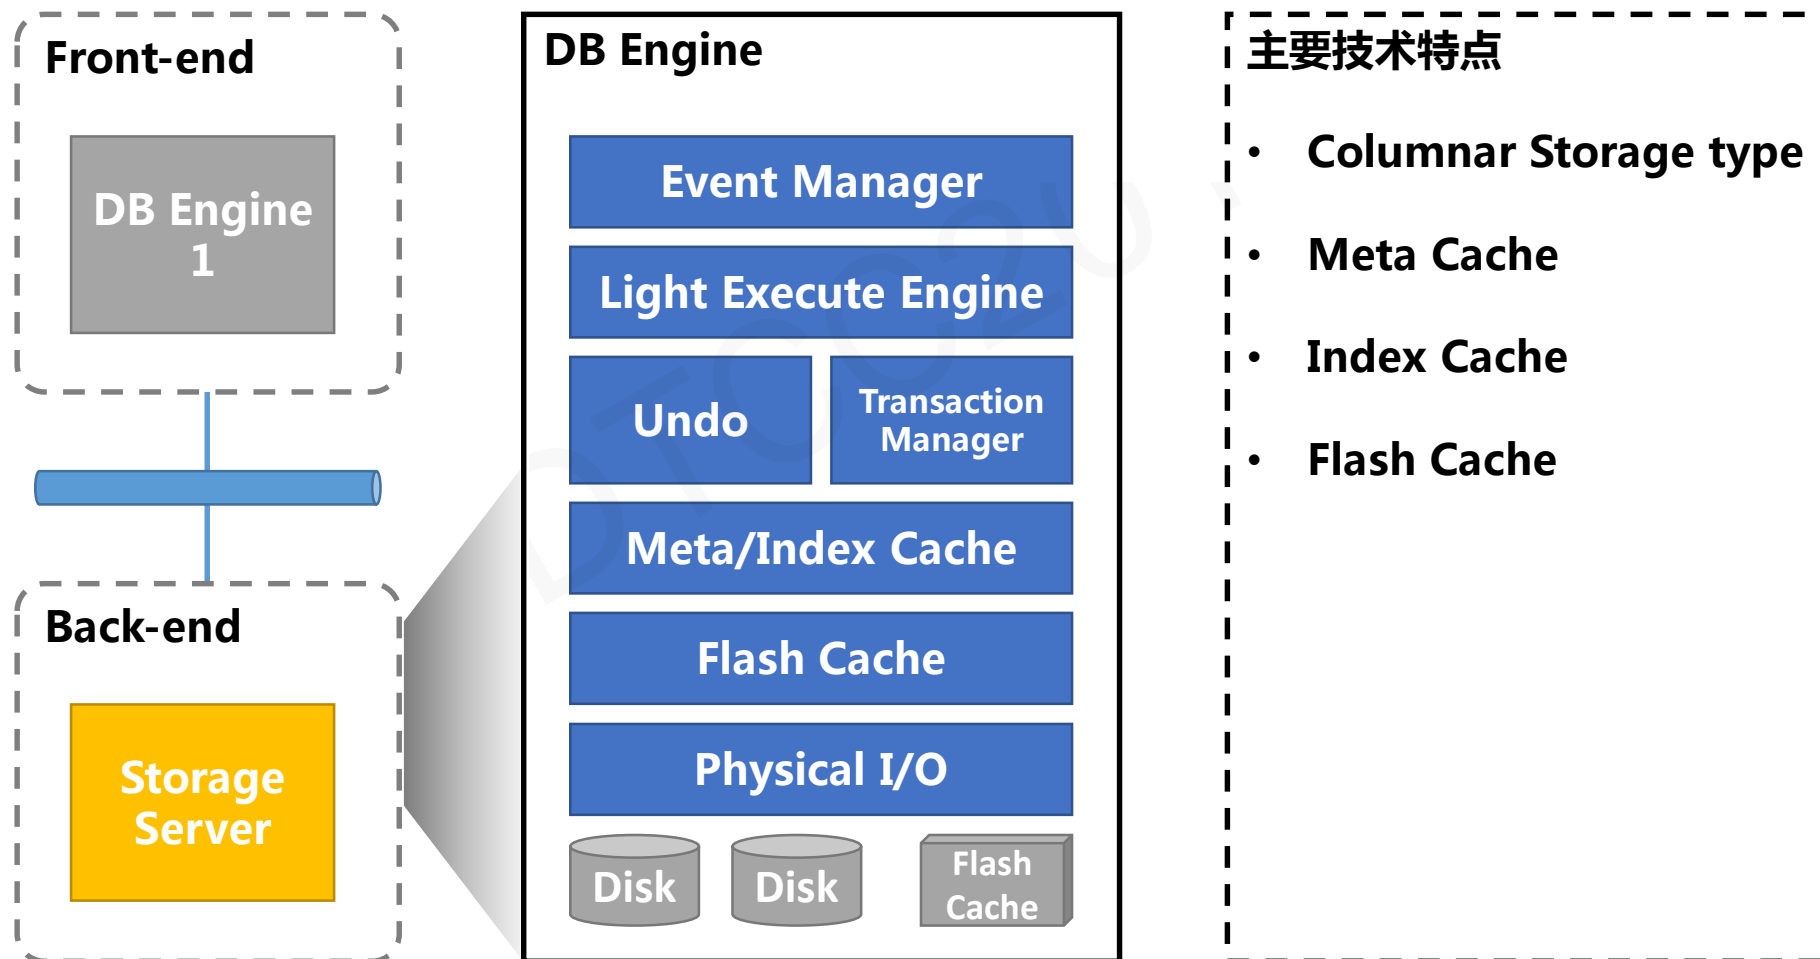 Front-end
DB Engine
1
Back-end
Storage
Server
DB Engine
Event Manager
Light Execute Engine
Undo
Transaction
Manager
Meta/Index Cache
Flash Cache
Physical I/O
Disk
Disk
Flash
Cache
主要技术特点
• Columnar Storage type
• Meta Cache
• Index Cache
• Flash Cache